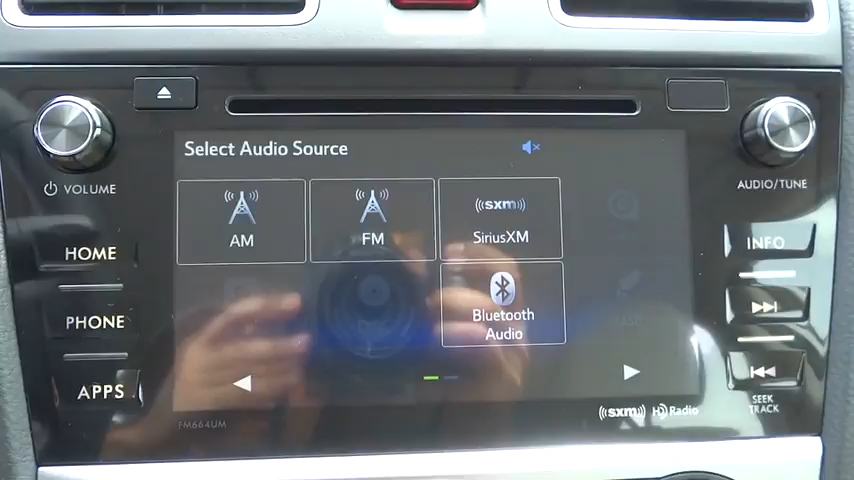 Select Audio Source
AM
FM
sxm
SiriusXM
Bluetooth
Audio
VOLUME
HOME
PHONE
APPS
AUDIO/TUNE
INFO
SEEK
TRACK
FM664UM
sxm HD Radio